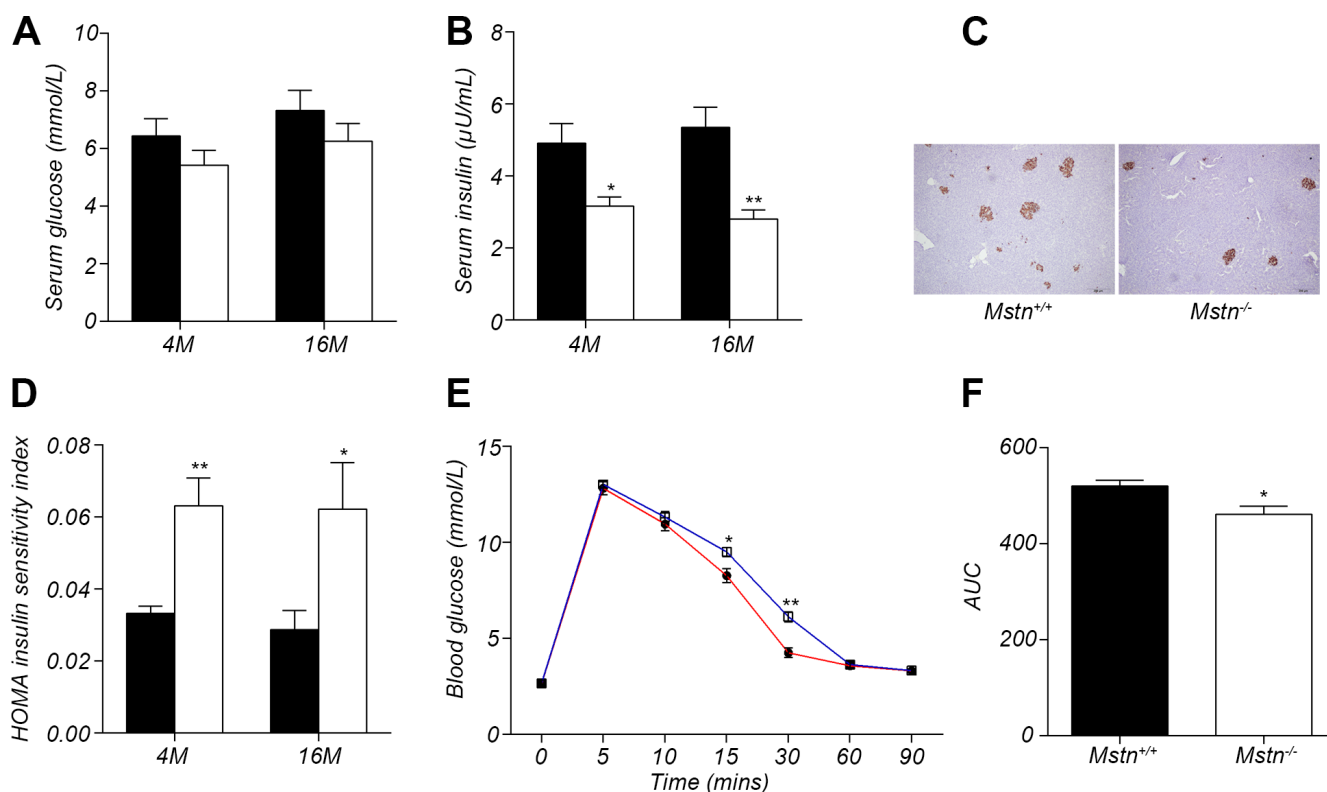 A
Serum glucose (mmol/L)
10
8
6
4
2
0
4M 16M
B
Serum insulin (µU/mL)
8
6
4
2
0
*
**
4M 16M
C
Mstn+/+ Mstn-/-
D
HOMA insulin sensitivity index
0.08
0.06
0.04
0.02
0.00
**
*
4M 16M
E
Blood glucose (mmol/L)
15
10
5
0
*
**
0 5 10 15 30 60 90
Time (mins)
F
AUC
600
400
200
0
*
Mstn+/+ Mstn-/-